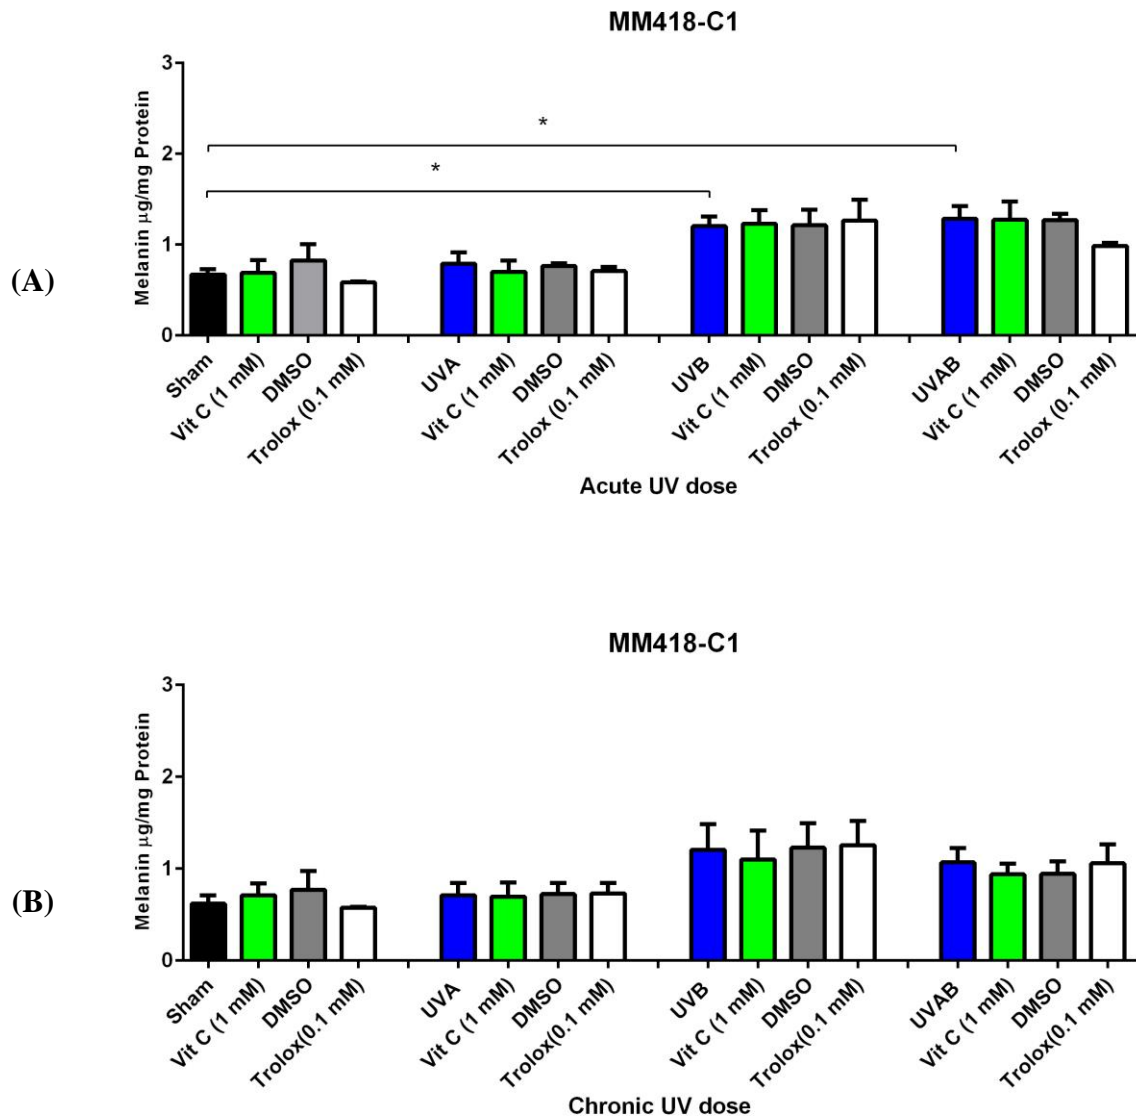 MM418-C1
3
2
1
0
Melanin µg/mg Protein
*
*
(A)
Sham
Vit C (1 mM)
DMSO
Trolox (0.1 mM)
UVA
Vit C (1 mM)
DMSO
Trolox (0.1 mM)
UVB
Vit C (1 mM)
DMSO
Trolox (0.1 mM)
UVAB
Vit C (1 mM)
DMSO
Trolox (0.1 mM)
Acute UV dose
MM418-C1
3
2
1
0
Melanin µg/mg Protein
(B)
Sham
Vit C (1 mM)
DMSO
Trolox(0.1 mM)
UVA
Vit C (1 mM)
DMSO
Trolox(0.1 mM)
UVB
Vit C (1 mM)
DMSO
Trolox(0.1 mM)
UVAB
Vit C (1 mM)
DMSO
Trolox(0.1 mM)
Chronic UV dose